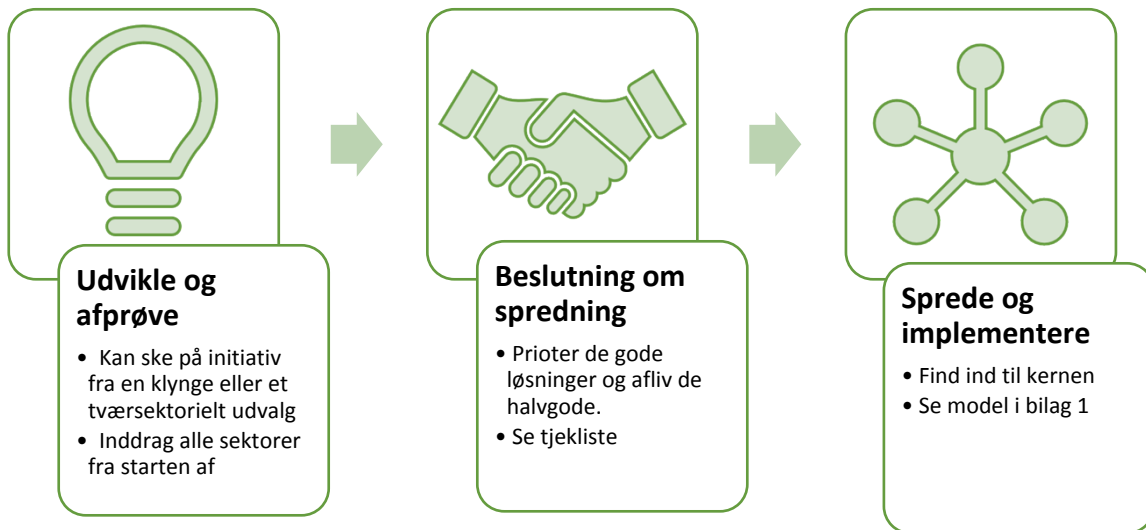 Udvikle og
afprøve
• Kan ske på initiativ
fra en klynge eller et
tværsektorielt udvalg
• Inddrag alle sektorer
fra starten af
Beslutning om
spredning
• Prioter de gode
løsninger og afliv de
halvgode.
• Se tjekliste
Sprede og
implementere
• Find ind til kernen
• Se model i bilag 1